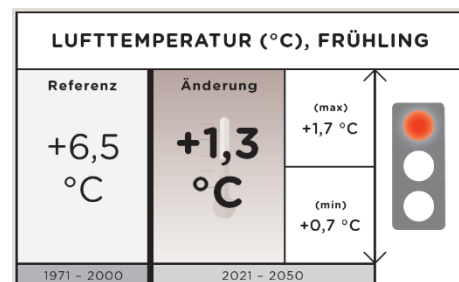 LUFTTEMPERATUR (°C), FRÜHLING
Referenz
+6,5
°C
1971 – 2000
Änderung
+1,3
°C
(max)
+1,7 °C
(min)
+0,7 °C
2021 – 2050